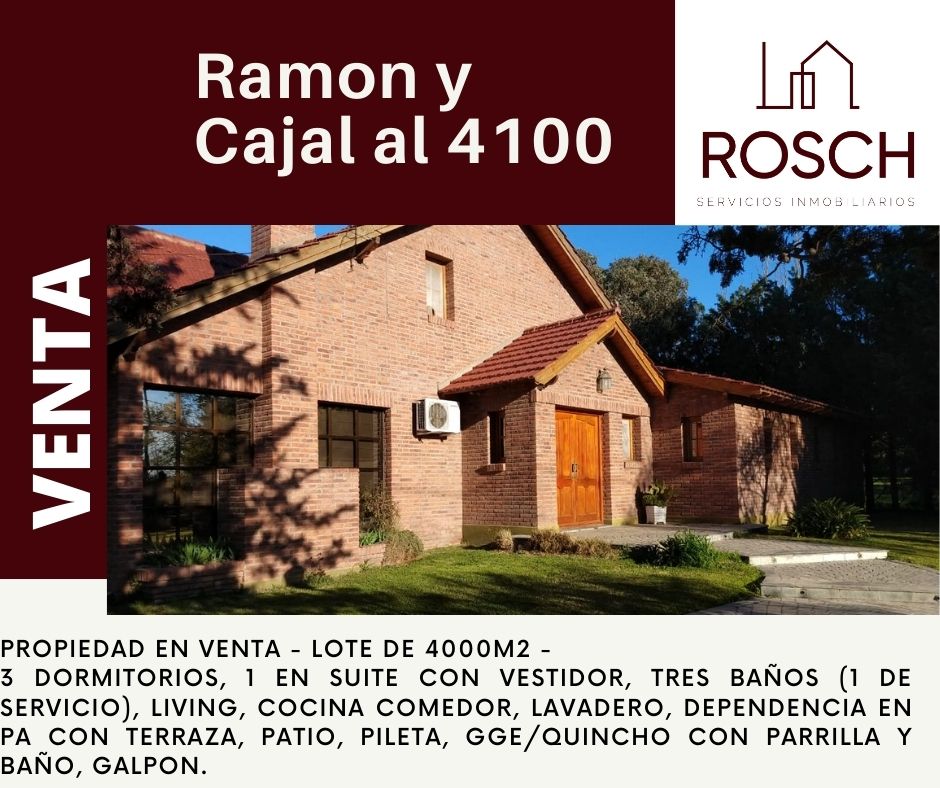 Ramon y
Cajal al 4100
ROSCH
SERVICIOS INMOBILIARIOS
VENTA
PROPIEDAD EN VENTA - LOTE DE 4000M2 -
3 DORMITORIOS, 1 EN SUITE CON VESTIDOR, TRES BAÑOS (1 DE
SERVICIO), LIVING, COCINA COMEDOR, LAVADERO, DEPENDENCIA EN
PA CON TERRAZA, PATIO, PILETA, GGE/QUINCHO CON PARRILLA Y
BAÑO, GALPON.